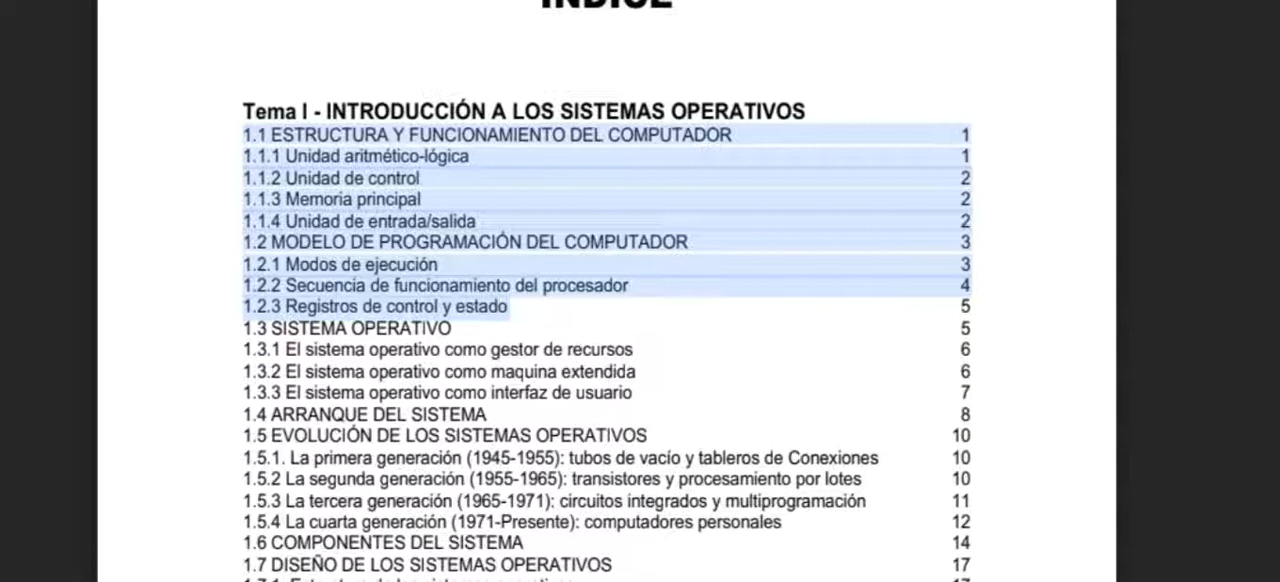 ÍNDICE
Tema I - INTRODUCCIÓN A LOS SISTEMAS OPERATIVOS
1.1 ESTRUCTURA Y FUNCIONAMIENTO DEL COMPUTADOR 1
1.1.1 Unidad aritmético-lógica 1
1.1.2 Unidad de control 2
1.1.3 Memoria principal 2
1.1.4 Unidad de entrada/salida 2
1.2 MODELO DE PROGRAMACIÓN DEL COMPUTADOR 3
1.2.1 Modos de ejecución 3
1.2.2 Secuencia de funcionamiento del procesador 4
1.2.3 Registros de control y estado 5
1.3 SISTEMA OPERATIVO 5
1.3.1 El sistema operativo como gestor de recursos 6
1.3.2 El sistema operativo como maquina extendida 6
1.3.3 El sistema operativo como interfaz de usuario 7
1.4 ARRANQUE DEL SISTEMA 8
1.5 EVOLUCIÓN DE LOS SISTEMAS OPERATIVOS 10
1.5.1. La primera generación (1945-1955): tubos de vacío y tableros de Conexiones 10
1.5.2 La segunda generación (1955-1965): transistores y procesamiento por lotes 10
1.5.3 La tercera generación (1965-1971): circuitos integrados y multiprogramación 11
1.5.4 La cuarta generación (1971-Presente): computadores personales 12
1.6 COMPONENTES DEL SISTEMA 14
1.7 DISEÑO DE LOS SISTEMAS OPERATIVOS 17